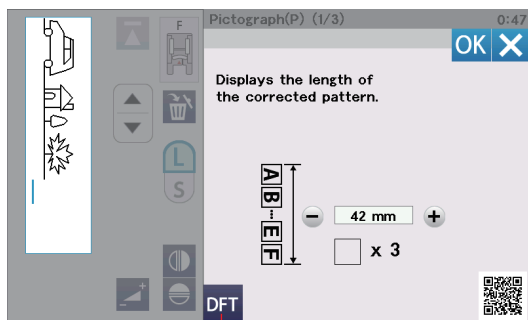 F
Pictograph(P) (1/3)
0:47
OK
Displays the length of
the corrected pattern.
L
S
A
B
E
F
42 mm
x 3
DFT